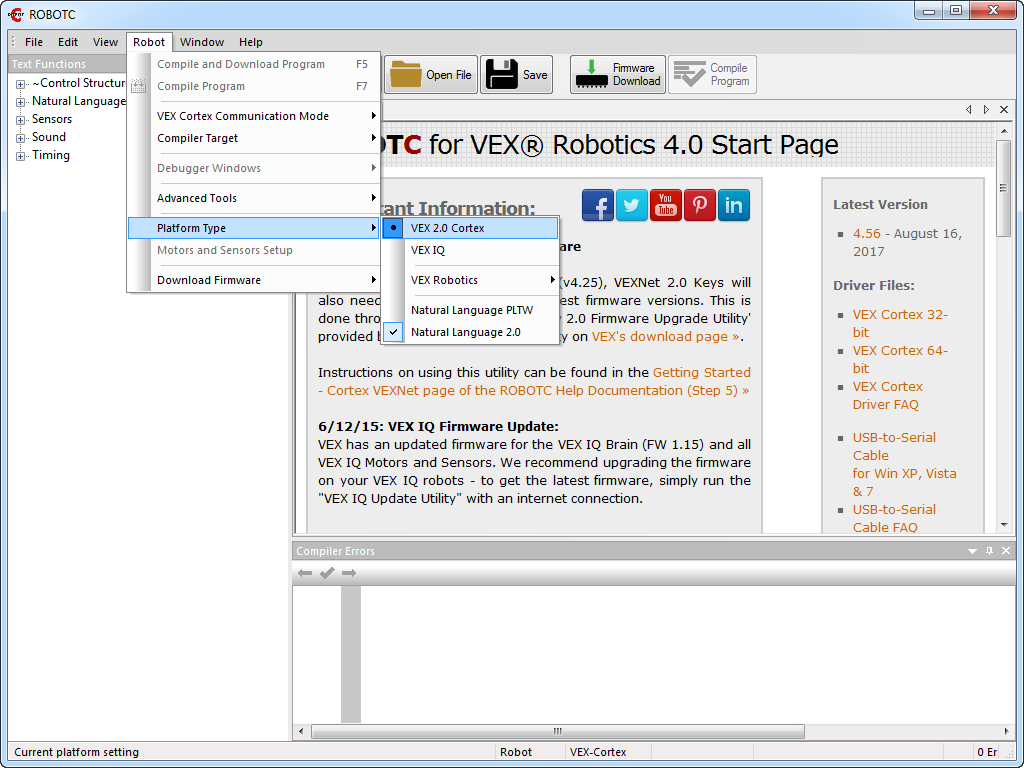 ROBOTC
File Edit View Robot Window Help
Text Functions
~Control Structur
Natural Language
Sensors
Sound
Timing
Compile and Download Program F5
Compile Program F7
VEX Cortex Communication Mode
Compiler Target
Debugger Windows
Advanced Tools
Platform Type
Motors and Sensors Setup
Download Firmware
VEX 2.0 Cortex
VEX IQ
VEX Robotics
Natural Language PLTW
Natural Language 2.0
Open File
Save
Firmware
Download
Compile
Program
OTC for VEX® Robotics 4.0 Start Page
tant Information:
You
Tube
in
are
(v4.25), VEXNet 2.0 Keys will
also need est firmware versions. This is
done thro 2.0 Firmware Upgrade Utility'
provided b y on VEX's download page ».
Instructions on using this utility can be found in the Getting Started
- Cortex VEXNet page of the ROBOTC Help Documentation (Step 5) »
6/12/15: VEX IQ Firmware Update:
VEX has an updated firmware for the VEX IQ Brain (FW 1.15) and all
VEX IQ Motors and Sensors. We recommend upgrading the firmware
on your VEX IQ robots - to get the latest firmware, simply run the
"VEX IQ Update Utility" with an internet connection.
Latest Version
4.56 - August 16,
2017
Driver Files:
VEX Cortex 32-
bit
VEX Cortex 64-
bit
VEX Cortex
Driver FAQ
USB-to-Serial
Cable
for Win XP, Vista
& 7
USB-to-Serial
Cable FAQ
Compiler Errors
Current platform setting
Robot
VEX-Cortex
0 Er